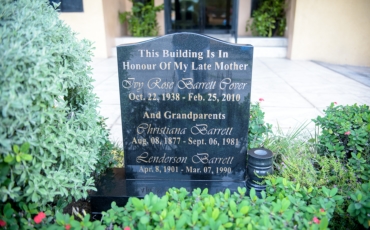 This Building Is In
Honour Of My Late Mother
Ivy Rose Barrett Cover
Oct. 22, 1938 - Feb. 25, 2010
And Grandparents
Christiana Barrett
Aug. 08, 1877 - Sept. 06, 1981
Lenderson Barrett
Apr. 8, 1901 - Mar. 07, 1990